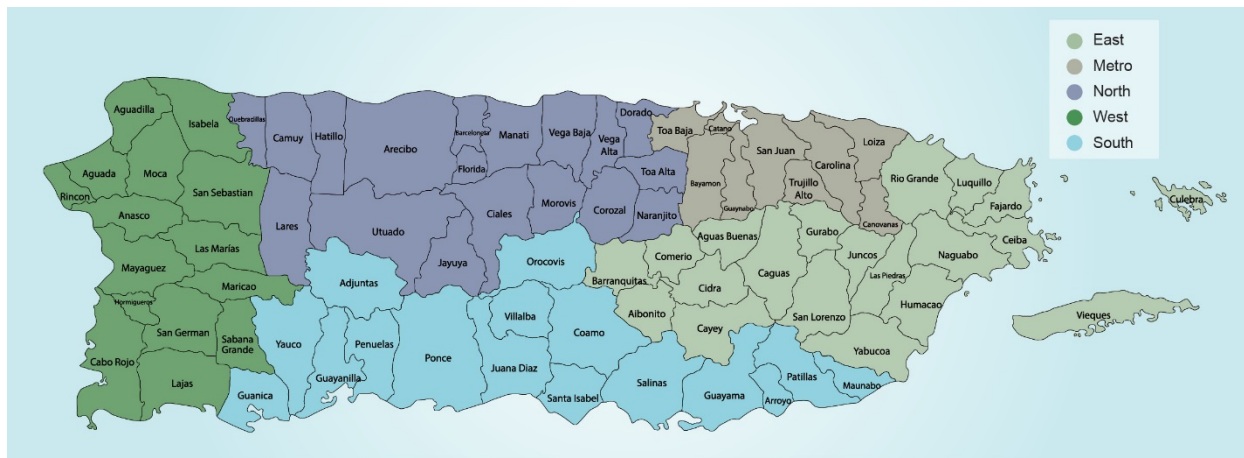 East
Metro
North
West
South
Aguadilla
Isabela
Quebradillas
Camuy
Hatillo
Arecibo
Barceloneta
Manati
Vega Baja
Vega
Alta
Dorado
Toa Baja
Catano
San Juan
Carolina
Loiza
Rio Grande
Luquillo
Fajardo
Culebra
Aguada
Moca
San Sebastian
Rincon
Florida
Toa Alta
Bayamon
Guaynabo
Trujillo
Alto
Canovanas
Anasco
Las Marías
Lares
Utuado
Ciales
Morovis
Corozal
Naranjito
Aguas Buenas
Gurabo
Juncos
Naguabo
Ceiba
Mayaguez
Maricao
Adjuntas
Jayuya
Orocovis
Barranquitas
Comerio
Cidra
Caguas
Las Piedras
Humacao
Hormigueros
San German
Sabana
Grande
Yauco
Penuelas
Ponce
Villalba
Coamo
Aibonito
Cayey
San Lorenzo
Yabucoa
Vieques
Cabo Rojo
Lajas
Guanica
Guayanilla
Juana Diaz
Santa Isabel
Salinas
Guayama
Arroyo
Patillas
Maunabo